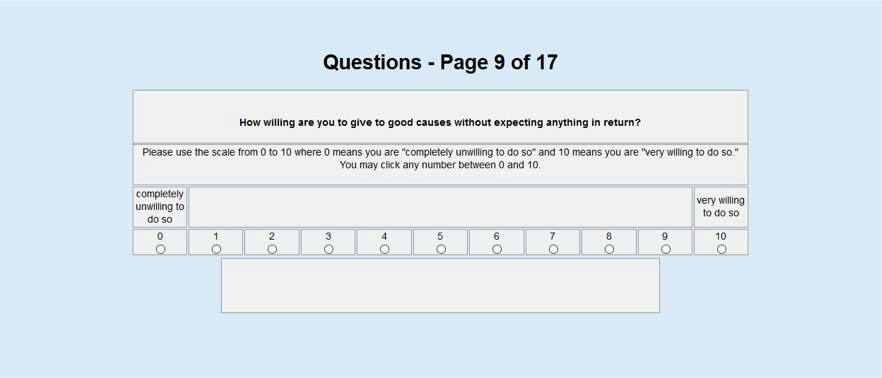 Questions - Page 9 of 17
How willing are you to give to good causes without expecting anything in return?
Please use the scale from 0 to 10 where 0 means you are "completely unwilling to do so" and 10 means you are "very willing to do so."
You may click any number between 0 and 10.
completely
unwilling to
do so
very willing
to do so
0 1 2 3 4 5 6 7 8 9 10